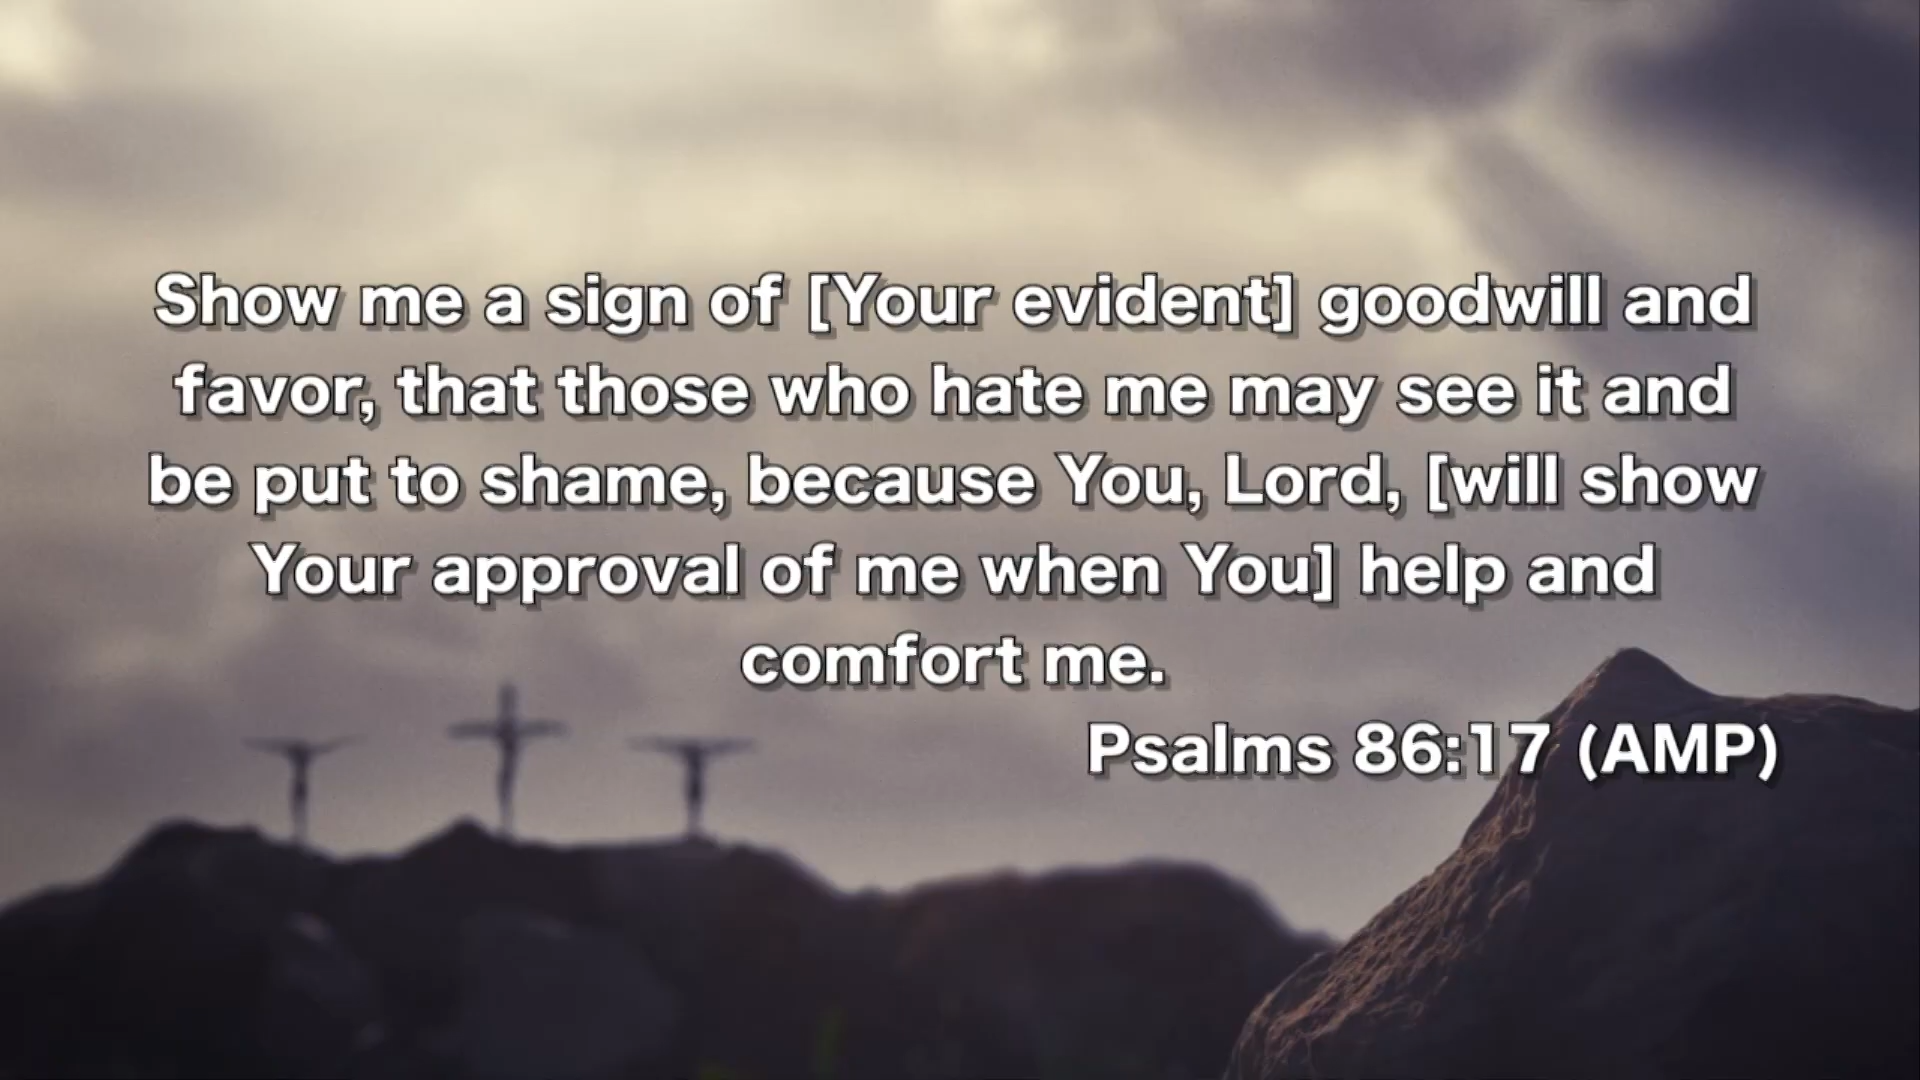 Show me a sign of [Your evident] goodwill and
favor, that those who hate me may see it and
be put to shame, because You, Lord, [will show
Your approval of me when You] help and
comfort me.
Psalms 86:17 (AMP)